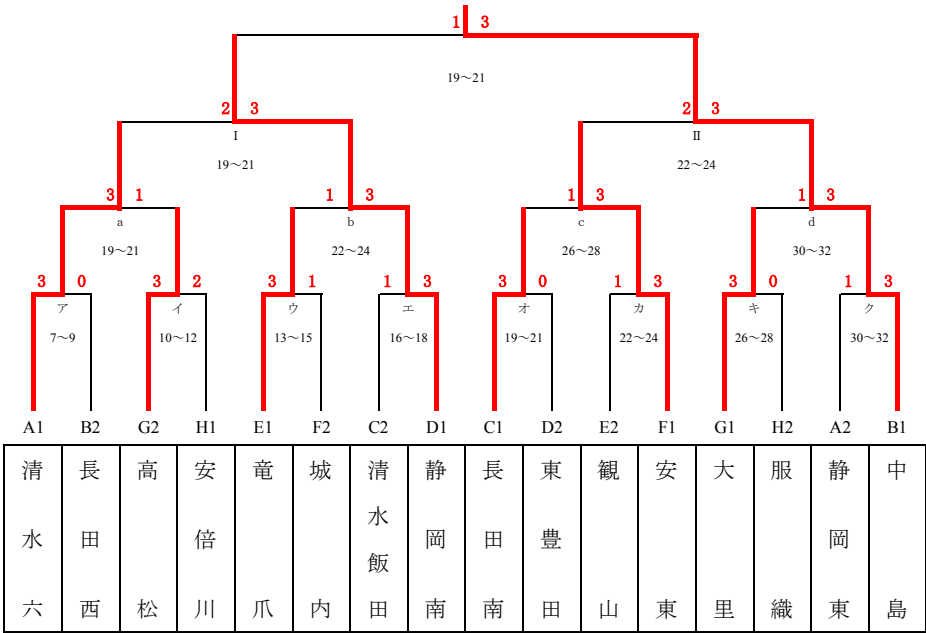 1 3
19～21
2 3 2 3
Ⅰ Ⅱ
19～21 22～24
3 1 1 3 1 3 1 3
a b c d
19～21 22～24 26～28 30～32
3 0 3 2 3 1 1 3 3 0 1 3 3 0 1 3
ア イ ウ エ オ カ キ ク
7～9 10～12 13～15 16～18 19～21 22～24 26～28 30～32
A1 B2 G2 H1 E1 F2 C2 D1 C1 D2 E2 F1 G1 H2 A2 B1
清水六
長田西
高松
安倍川
竜爪
城内
清水飯田
静岡南
長田南
東豊田
観山
安東
大里
服織
静岡東
中島